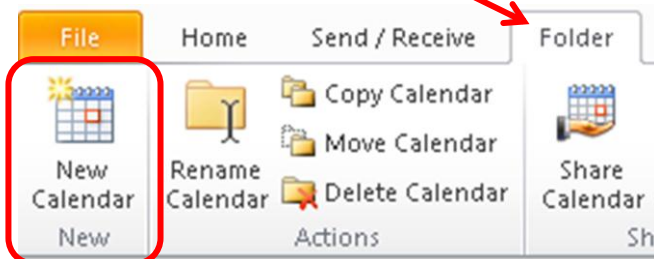 File Home Send / Receive Folder
New Calendar
Rename Calendar
Copy Calendar
Move Calendar
Delete Calendar
Share Calendar
New Actions Sh